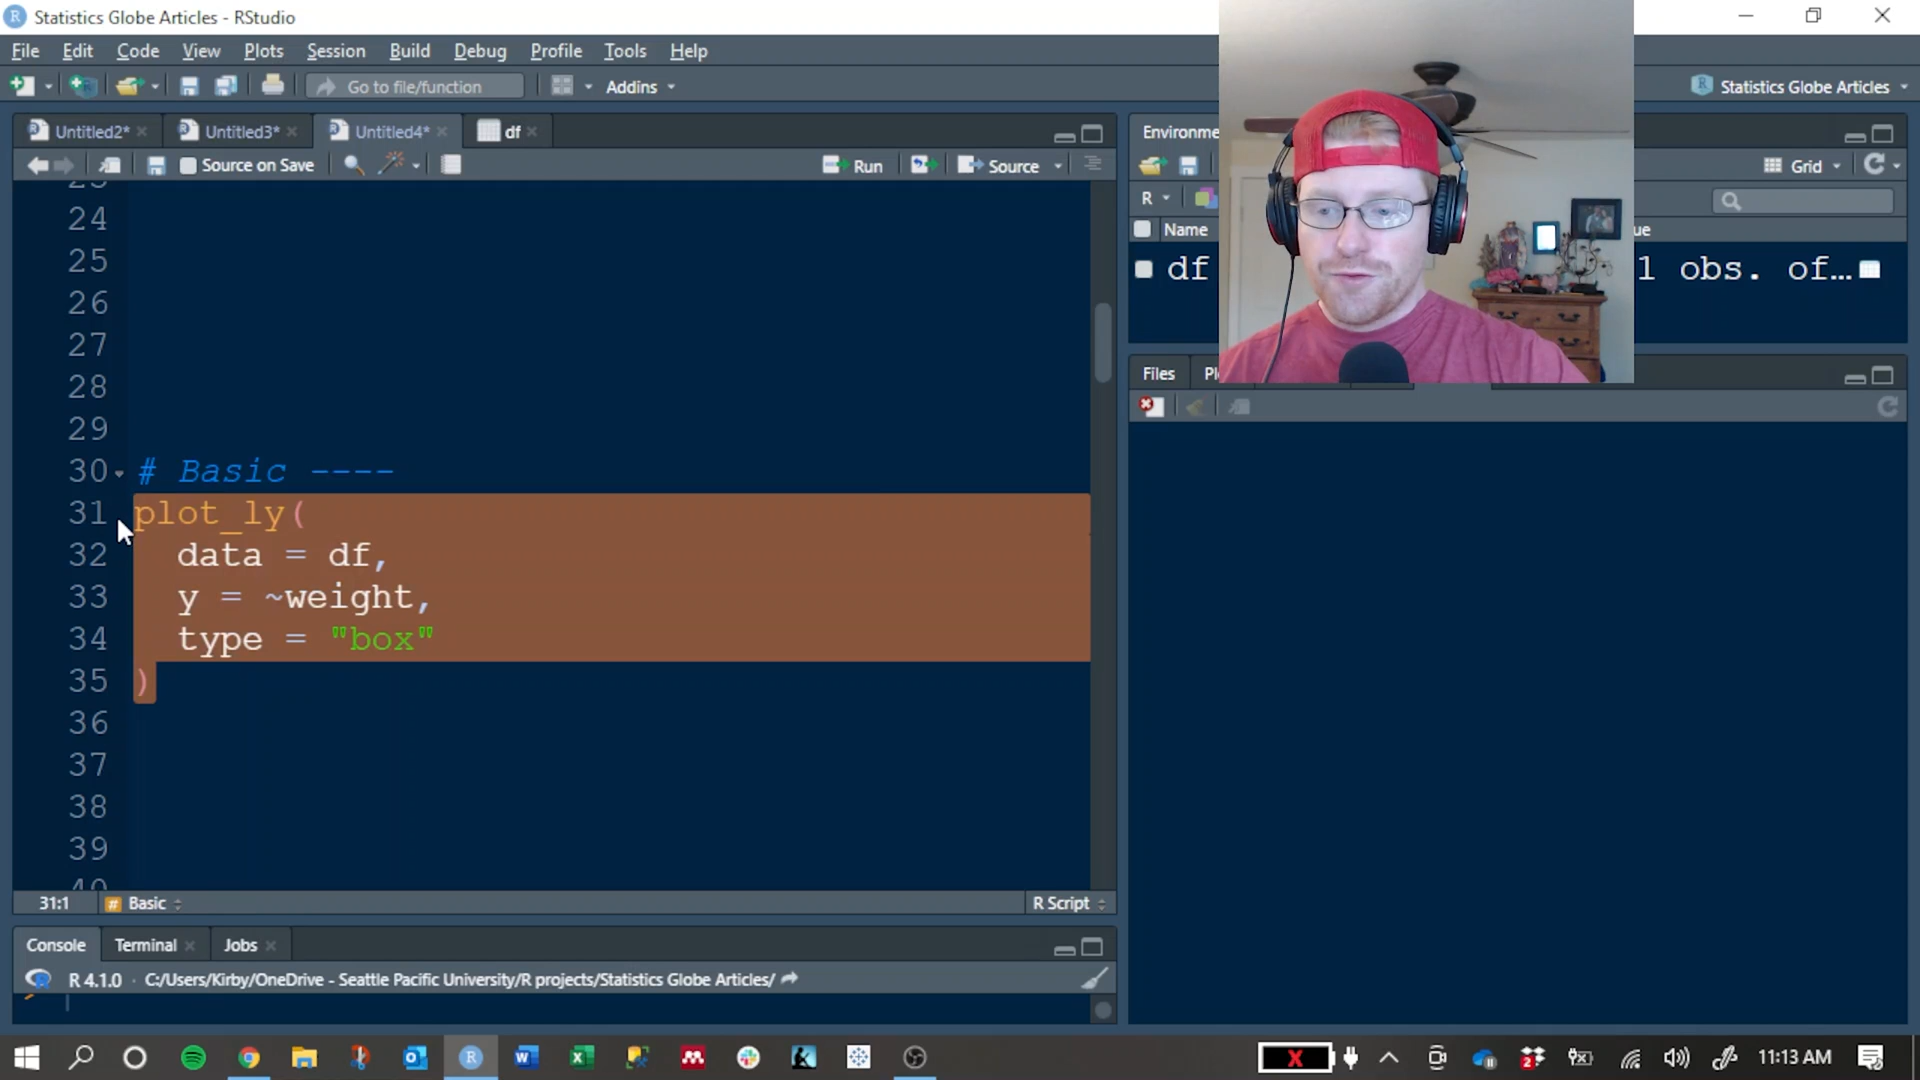 Statistics Globe Articles - RStudio
File Edit Code View Plots Session Build Debug Profile Tools Help
Go to file/function Addins Statistics Globe Articles
Untitled2* Untitled3* Untitled4* df
Source on Save Run Source
24
25
26
27
28
29
30 # Basic ----
31 plot_ly(
32 data = df,
33 y = ~weight,
34 type = "box"
35 )
36
37
38
39
40
31:1 Basic R Script
Console Terminal Jobs
R 4.1.0 · C:/Users/Kirby/OneDrive - Seattle Pacific University/R projects/Statistics Globe Articles/
Grid
R
Name
df 1 obs. of…
Files
11:13 AM